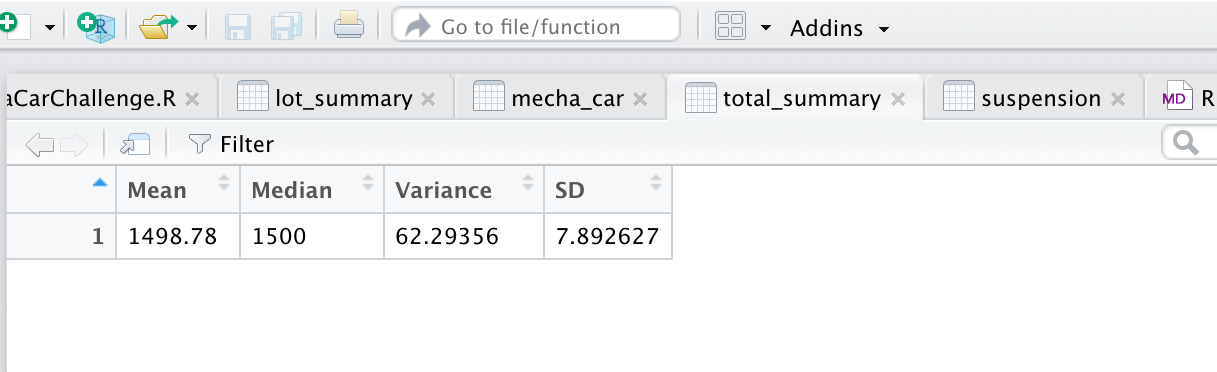 Go to file/function Addins
aCarChallenge.R lot_summary mecha_car total_summary suspension MD R
Filter
Mean Median Variance SD
1 1498.78 1500 62.29356 7.892627